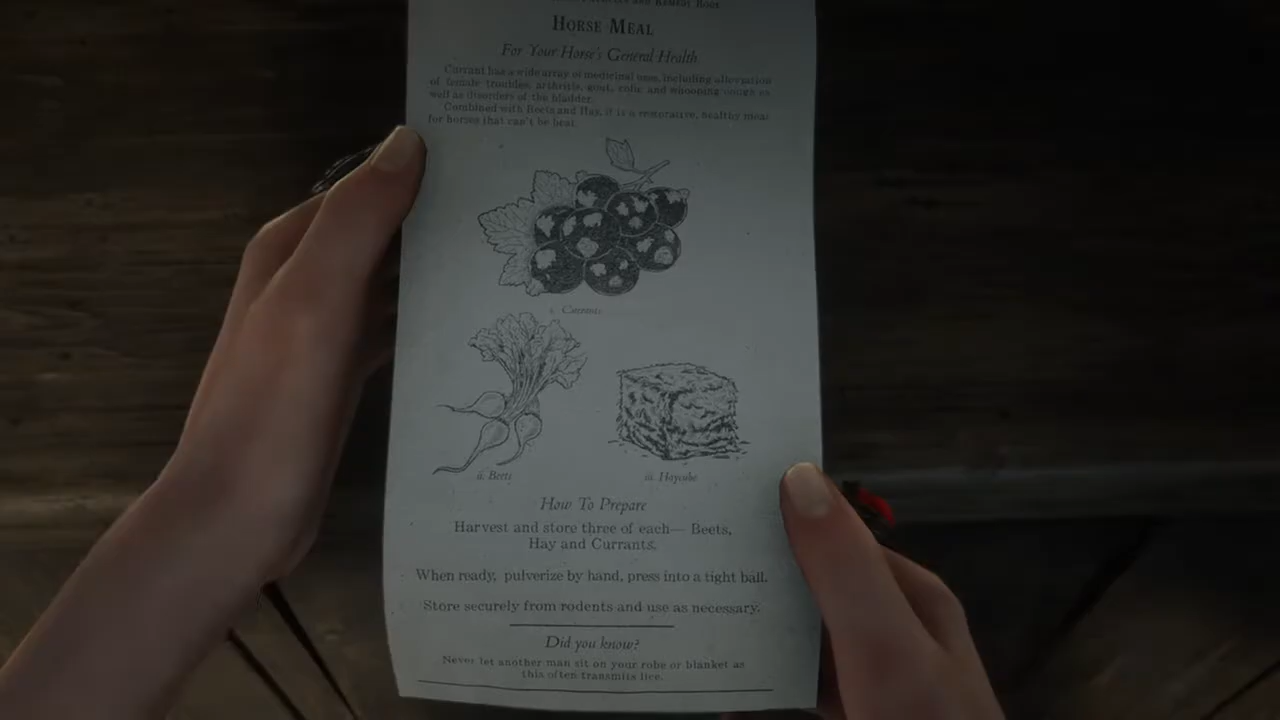 and Remedy Root
HORSE MEAL
For Your Horse's General Health
Currant has a wide array of medicinal uses, including alleviation
of female troubles, arthritis, gout, colic and whooping cough as
well as disorders of the bladder.
Combined with Beets and Hay, it is a restorative, healthy meal
for horses that can't be beat.
i. Currants
ii. Beets
iii. Haycube
How To Prepare
Harvest and store three of each— Beets,
Hay and Currants.
When ready, pulverize by hand, press into a tight ball.
Store securely from rodents and use as necessary.
Did you know?
Never let another man sit on your robe or blanket as
this often transmits lice.